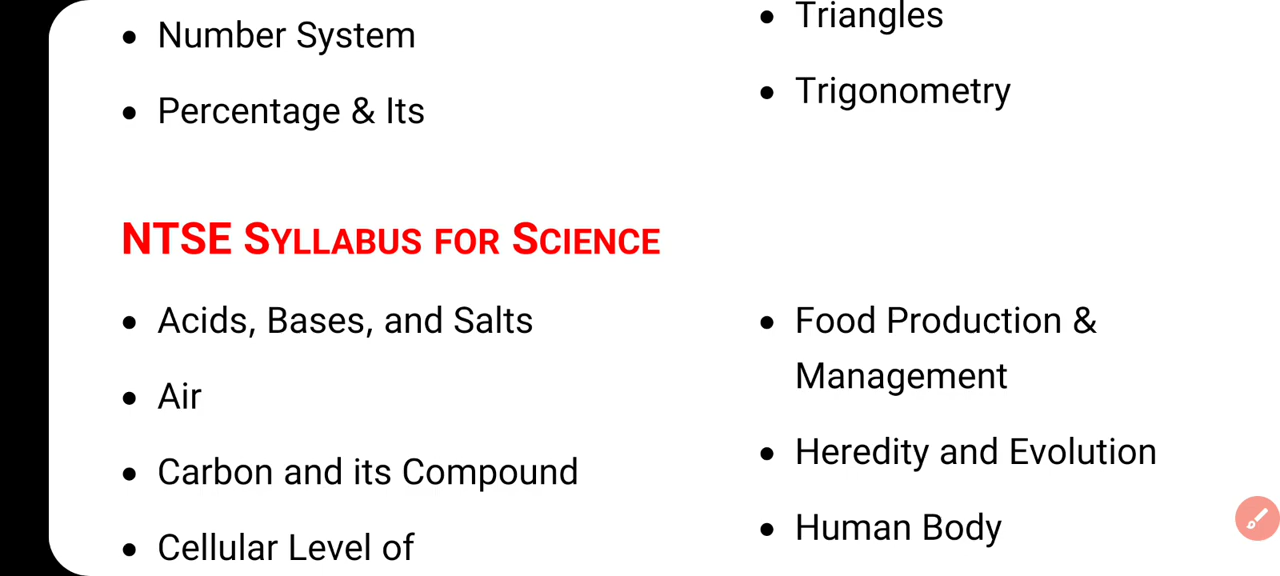 Number System
Percentage & Its
Triangles
Trigonometry
NTSE SYLLABUS FOR SCIENCE
Acids, Bases, and Salts
Air
Carbon and its Compound
Cellular Level of
Food Production &
Management
Heredity and Evolution
Human Body